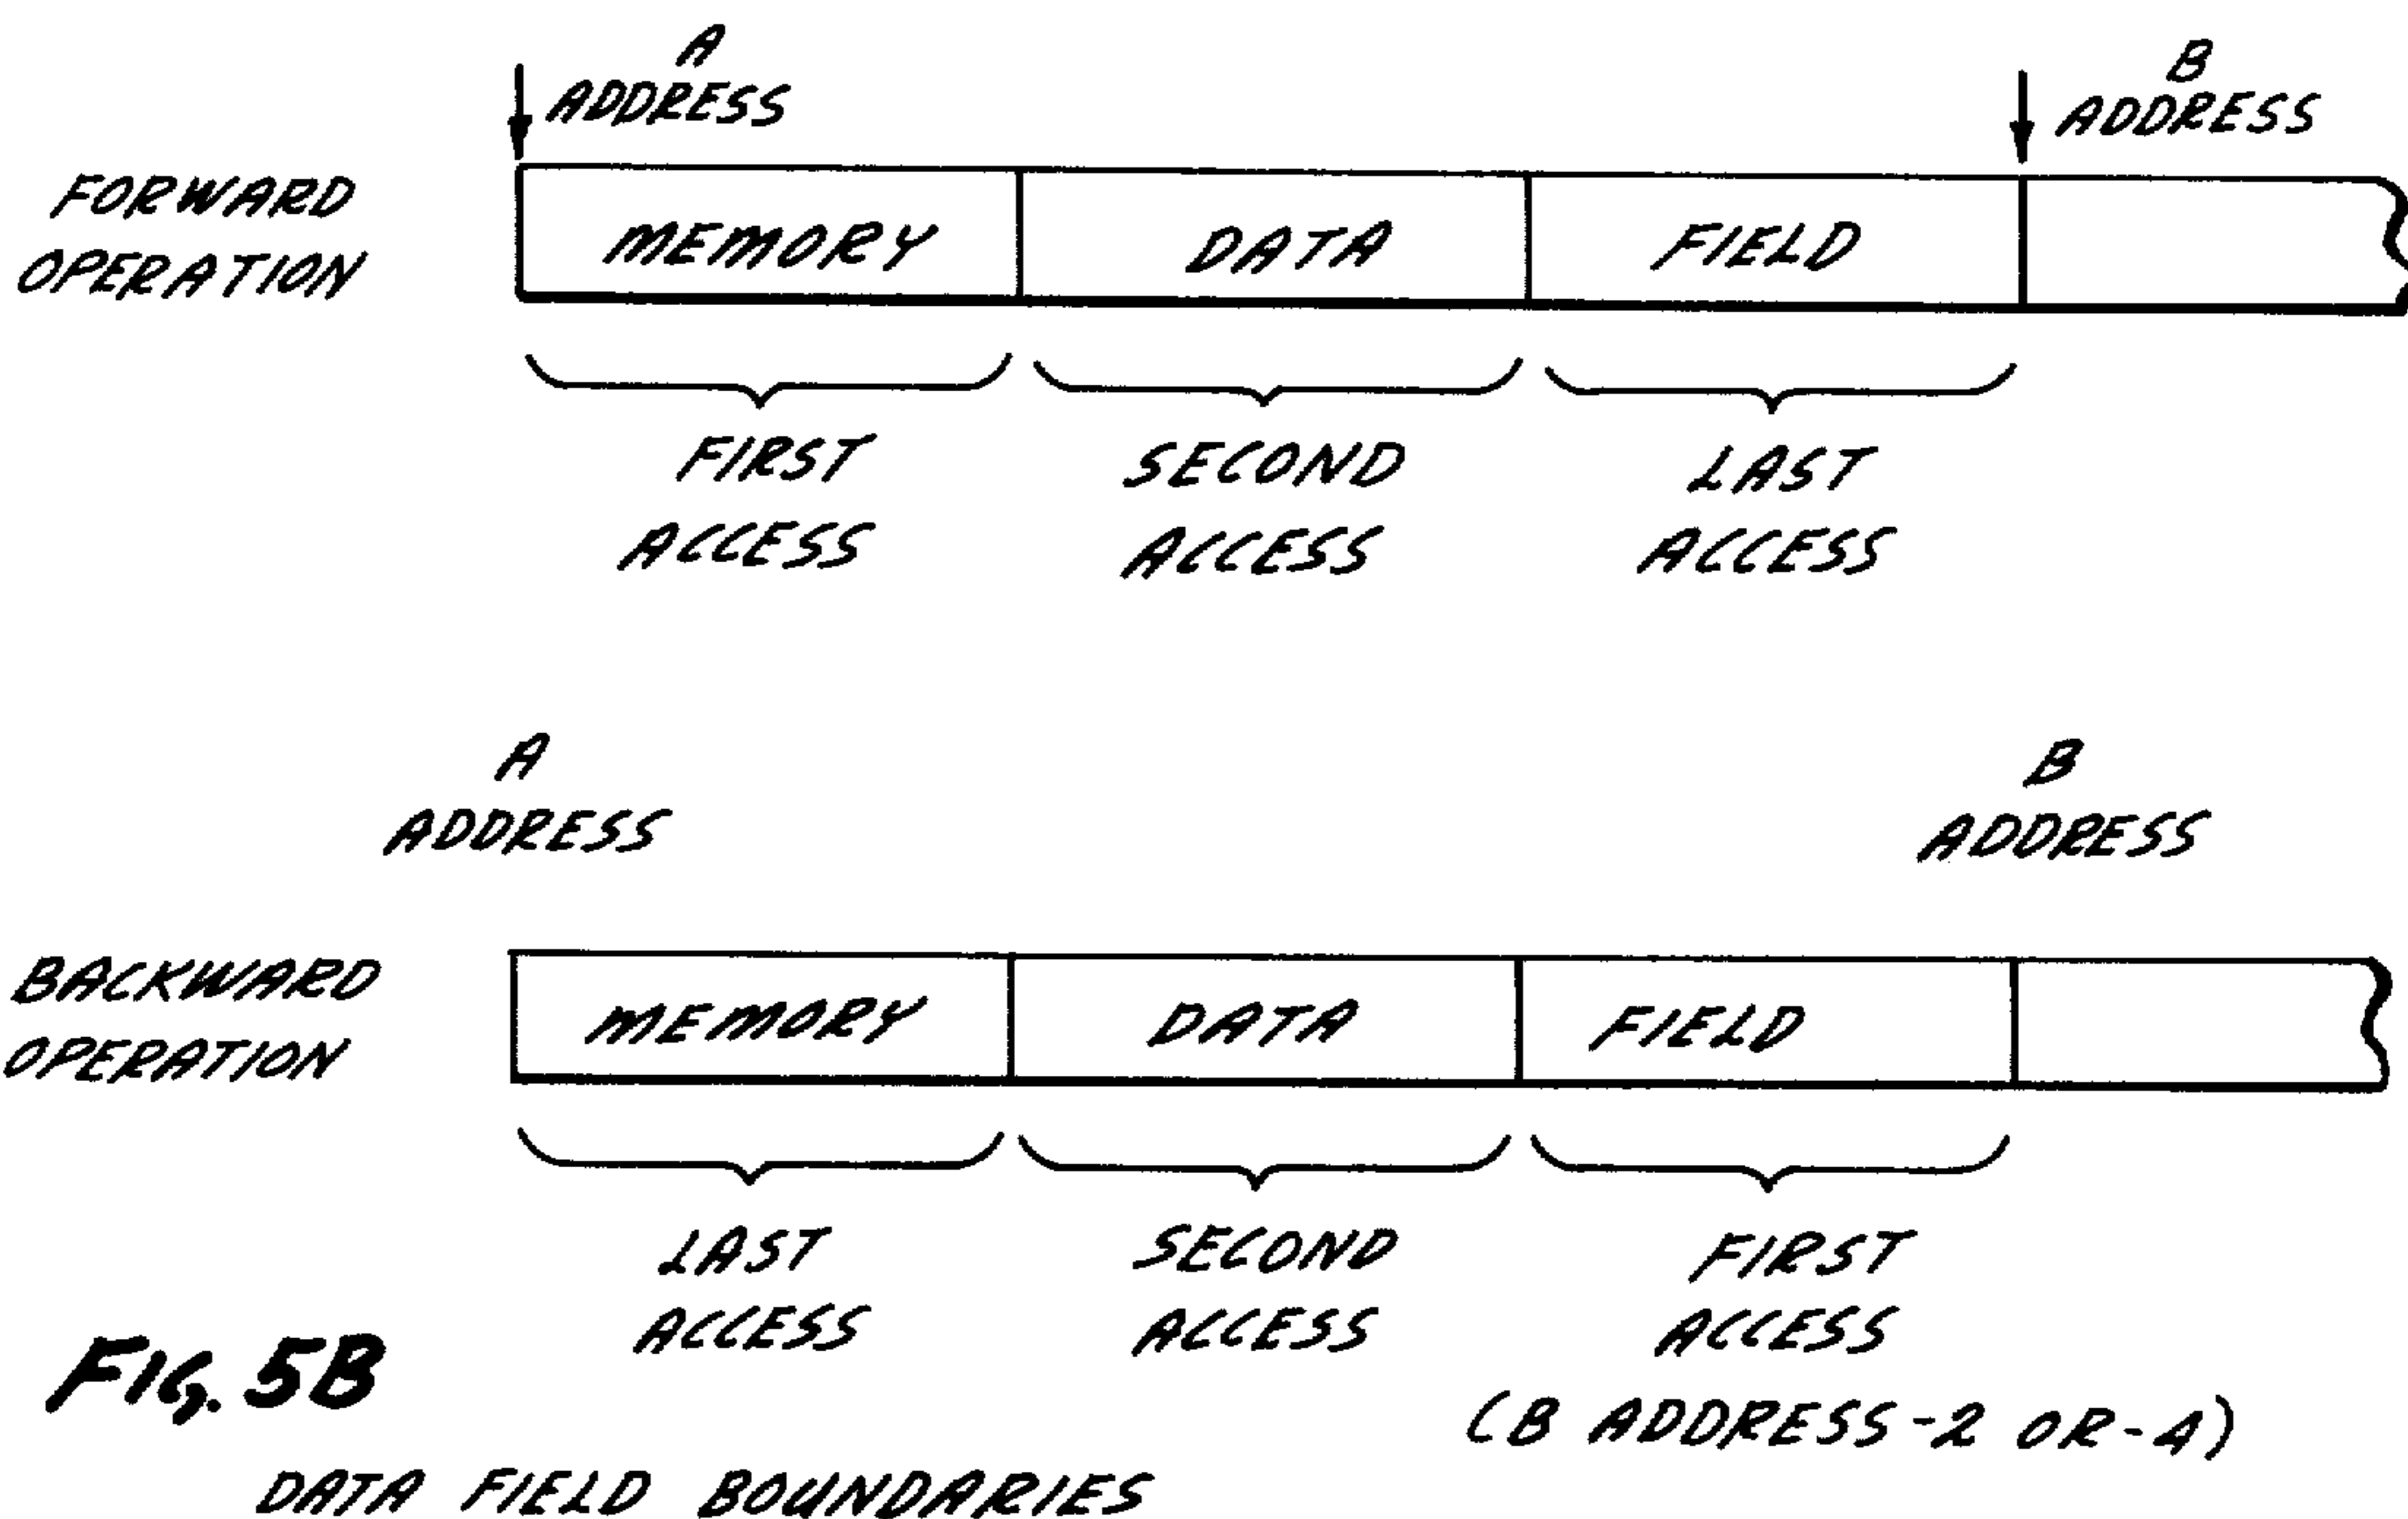 A
ADDRESS
B
ADDRESS
FORWARD
OPERATION
MEMORY
DATA
FIELD
FIRST
ACCESS
SECOND
ACCESS
LAST
ACCESS
A
ADDRESS
B
ADDRESS
BACKWARD
OPERATION
MEMORY
DATA
FIELD
LAST
ACCESS
SECOND
ACCESS
FIRST
ACCESS
(B ADDRESS-2 OR-4)
FIG. 5B
DATA FIELD BOUNDARIES